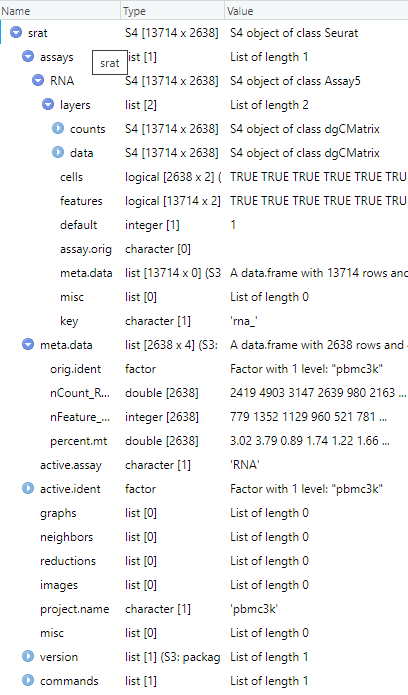 Name Type Value
srat S4 [13714 x 2638] S4 object of class Seurat
assays list [1] List of length 1
srat
RNA S4 [13714 x 2638] S4 object of class Assay5
layers list [2] List of length 2
counts S4 [13714 x 2638] S4 object of class dgCMatrix
data S4 [13714 x 2638] S4 object of class dgCMatrix
cells logical [2638 x 2] ( TRUE TRUE TRUE TRUE TRUE TRU
features logical [13714 x 2] TRUE TRUE TRUE TRUE TRUE TRU
default integer [1] 1
assay.orig character [0]
meta.data list [13714 x 0] (S3 A data.frame with 13714 rows and
misc list [0] List of length 0
key character [1] 'rna_'
meta.data list [2638 x 4] (S3: A data.frame with 2638 rows and
orig.ident factor Factor with 1 level: "pbmc3k"
nCount_R... double [2638] 2419 4903 3147 2639 980 2163 ...
nFeature_... integer [2638] 779 1352 1129 960 521 781 ...
percent.mt double [2638] 3.02 3.79 0.89 1.74 1.22 1.66 ...
active.assay character [1] 'RNA'
active.ident factor Factor with 1 level: "pbmc3k"
graphs list [0] List of length 0
neighbors list [0] List of length 0
reductions list [0] List of length 0
images list [0] List of length 0
project.name character [1] 'pbmc3k'
misc list [0] List of length 0
version list [1] (S3: packag List of length 1
commands list [1] List of length 1